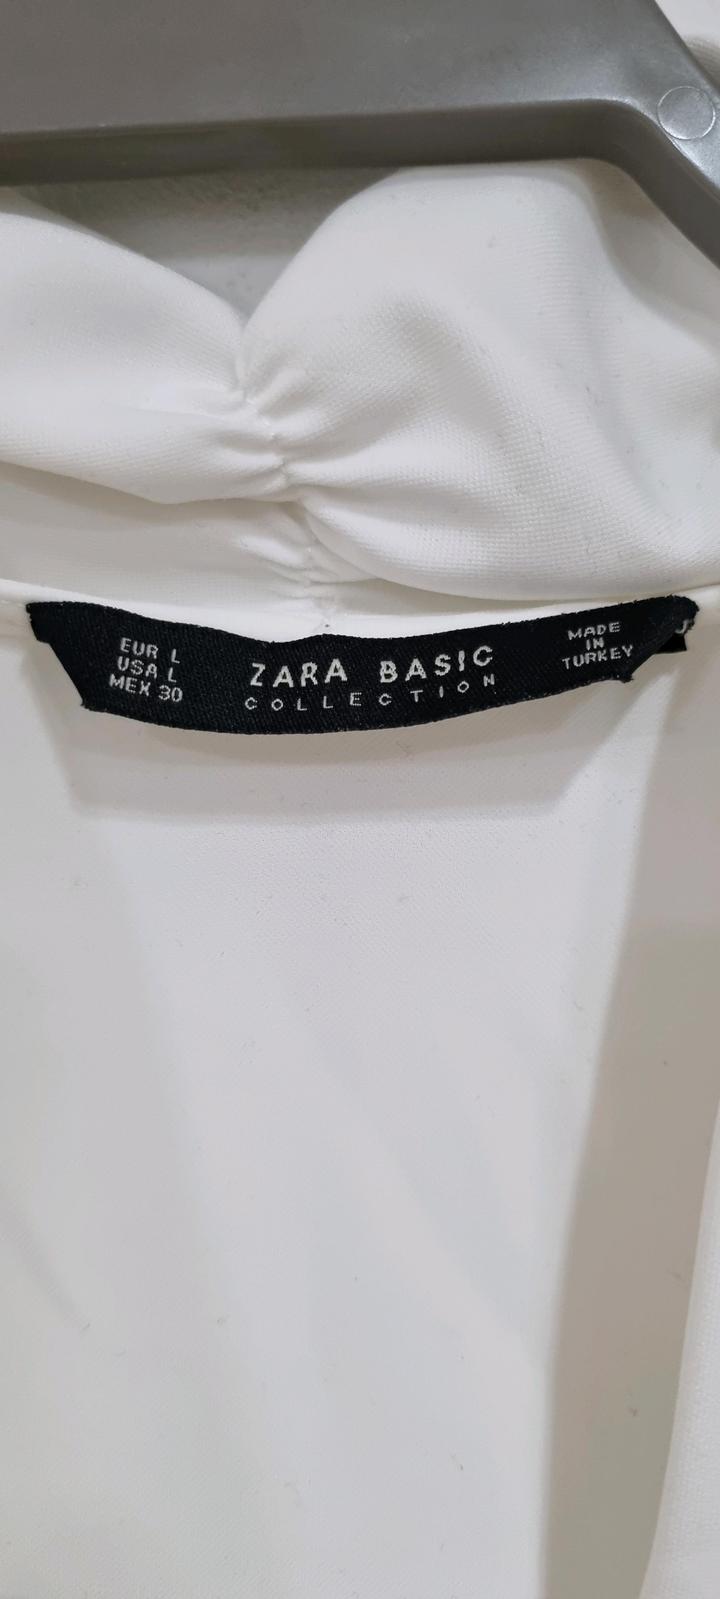 EUR L
USA L
MEX 30
ZARA BASIC
COLLECTION
MADE
IN
TURKEY